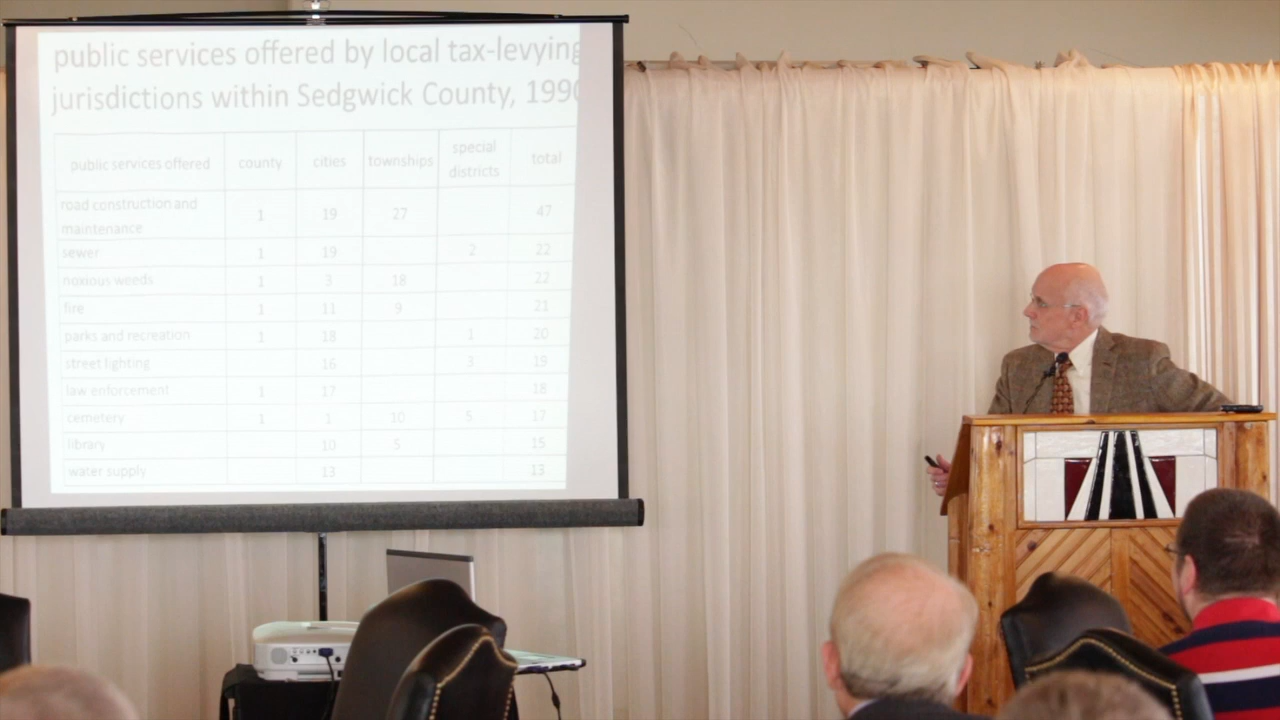 public services offered by local tax-levying
jurisdictions within Sedgwick County, 1990
public services offered county cities townships special districts total
road construction and maintenance 1 19 27 47
sewer 1 19 2 22
noxious weeds 1 3 18 22
fire 1 11 9 21
parks and recreation 1 18 1 20
street lighting 16 3 19
law enforcement 1 17 18
cemetery 1 1 10 5 17
library 10 5 15
water supply 13 13